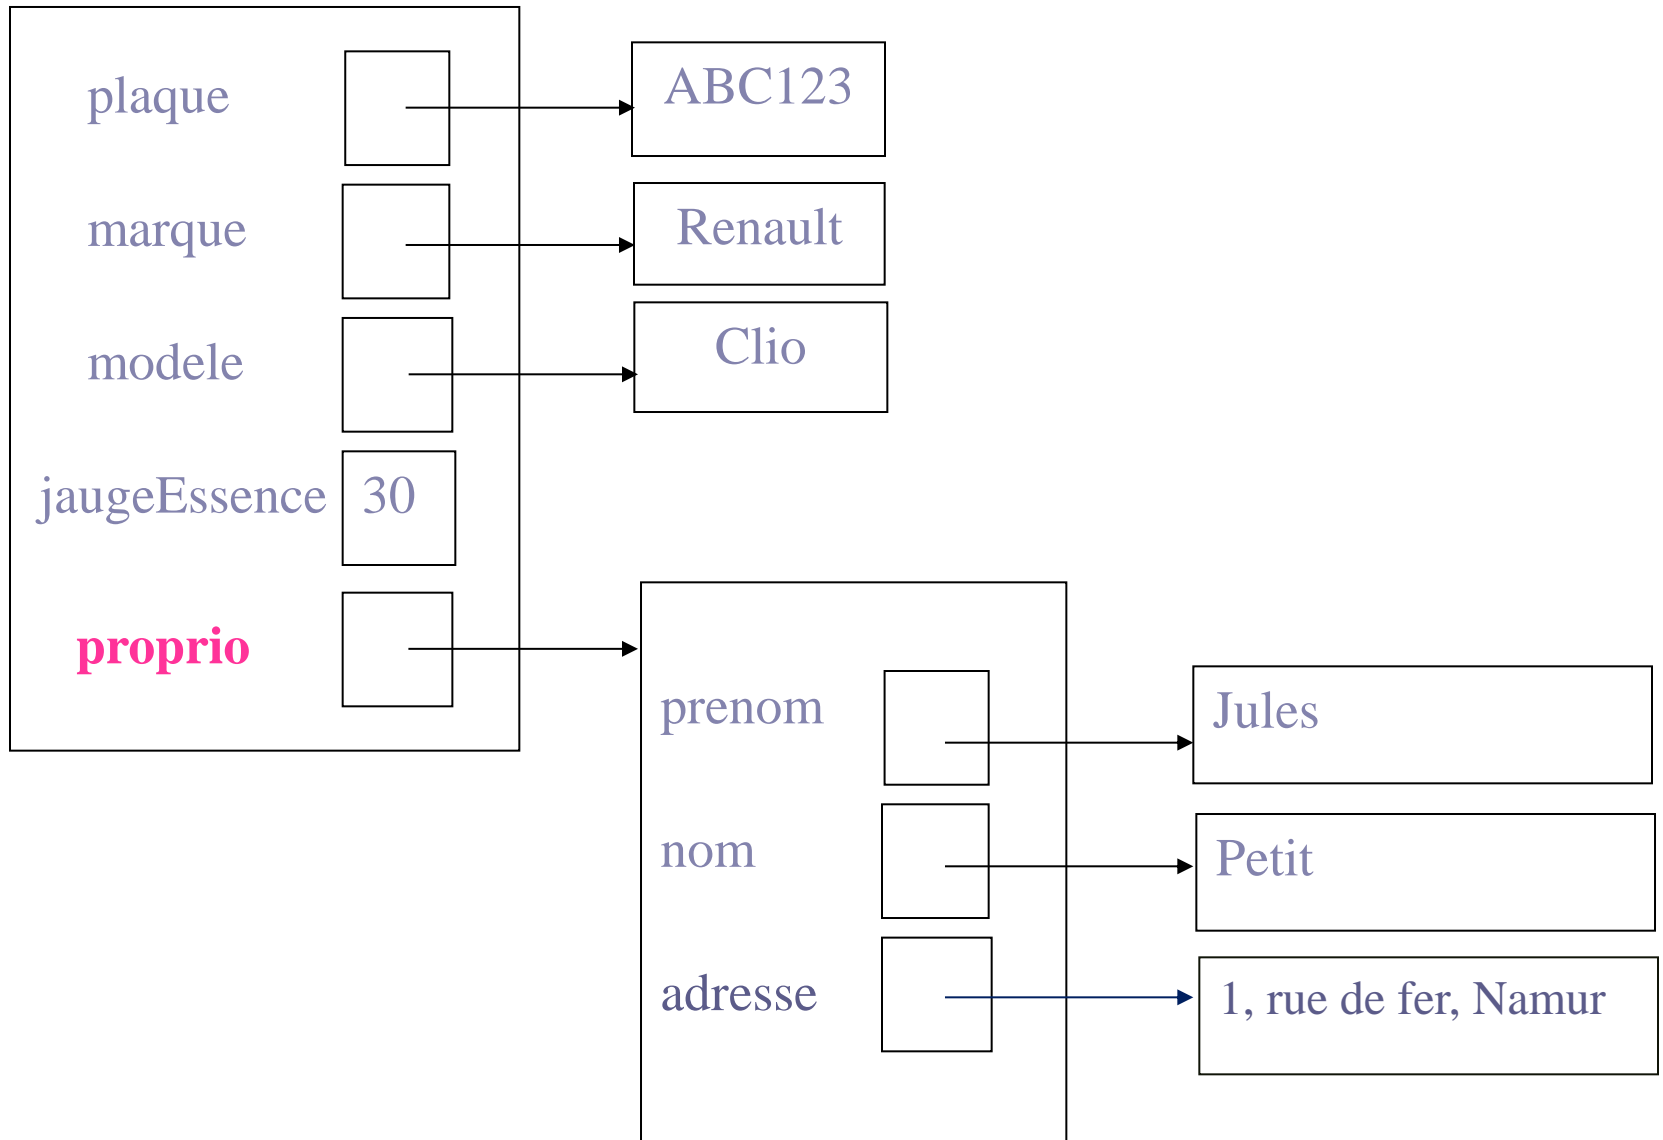 plaque
ABC123
marque
Renault
modele
Clio
jaugeEssence
30
proprio
prenom
Jules
nom
Petit
adresse
1, rue de fer, Namur